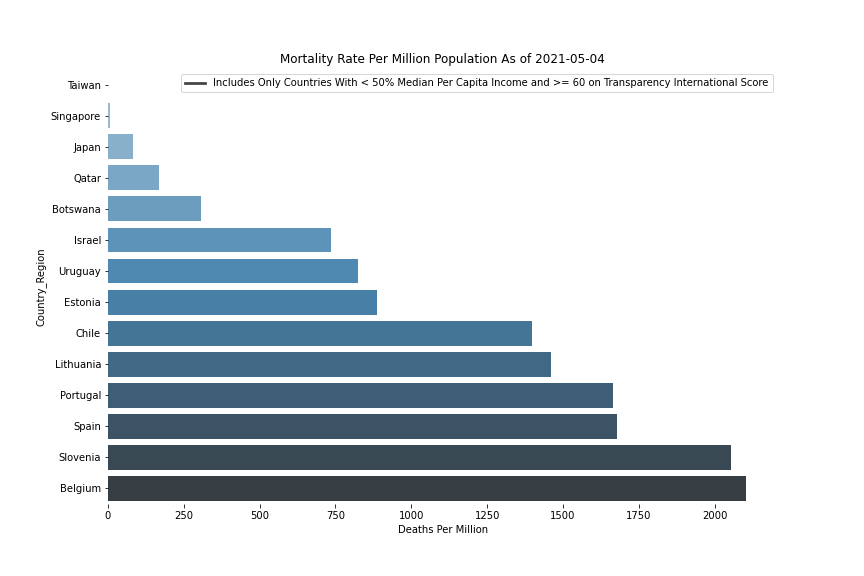 Mortality Rate Per Million Population As of 2021-05-04
Includes Only Countries With < 50% Median Per Capita Income and >= 60 on Transparency International Score
Country_Region
Taiwan
Singapore
Japan
Qatar
Botswana
Israel
Uruguay
Estonia
Chile
Lithuania
Portugal
Spain
Slovenia
Belgium
0 250 500 750 1000 1250 1500 1750 2000
Deaths Per Million